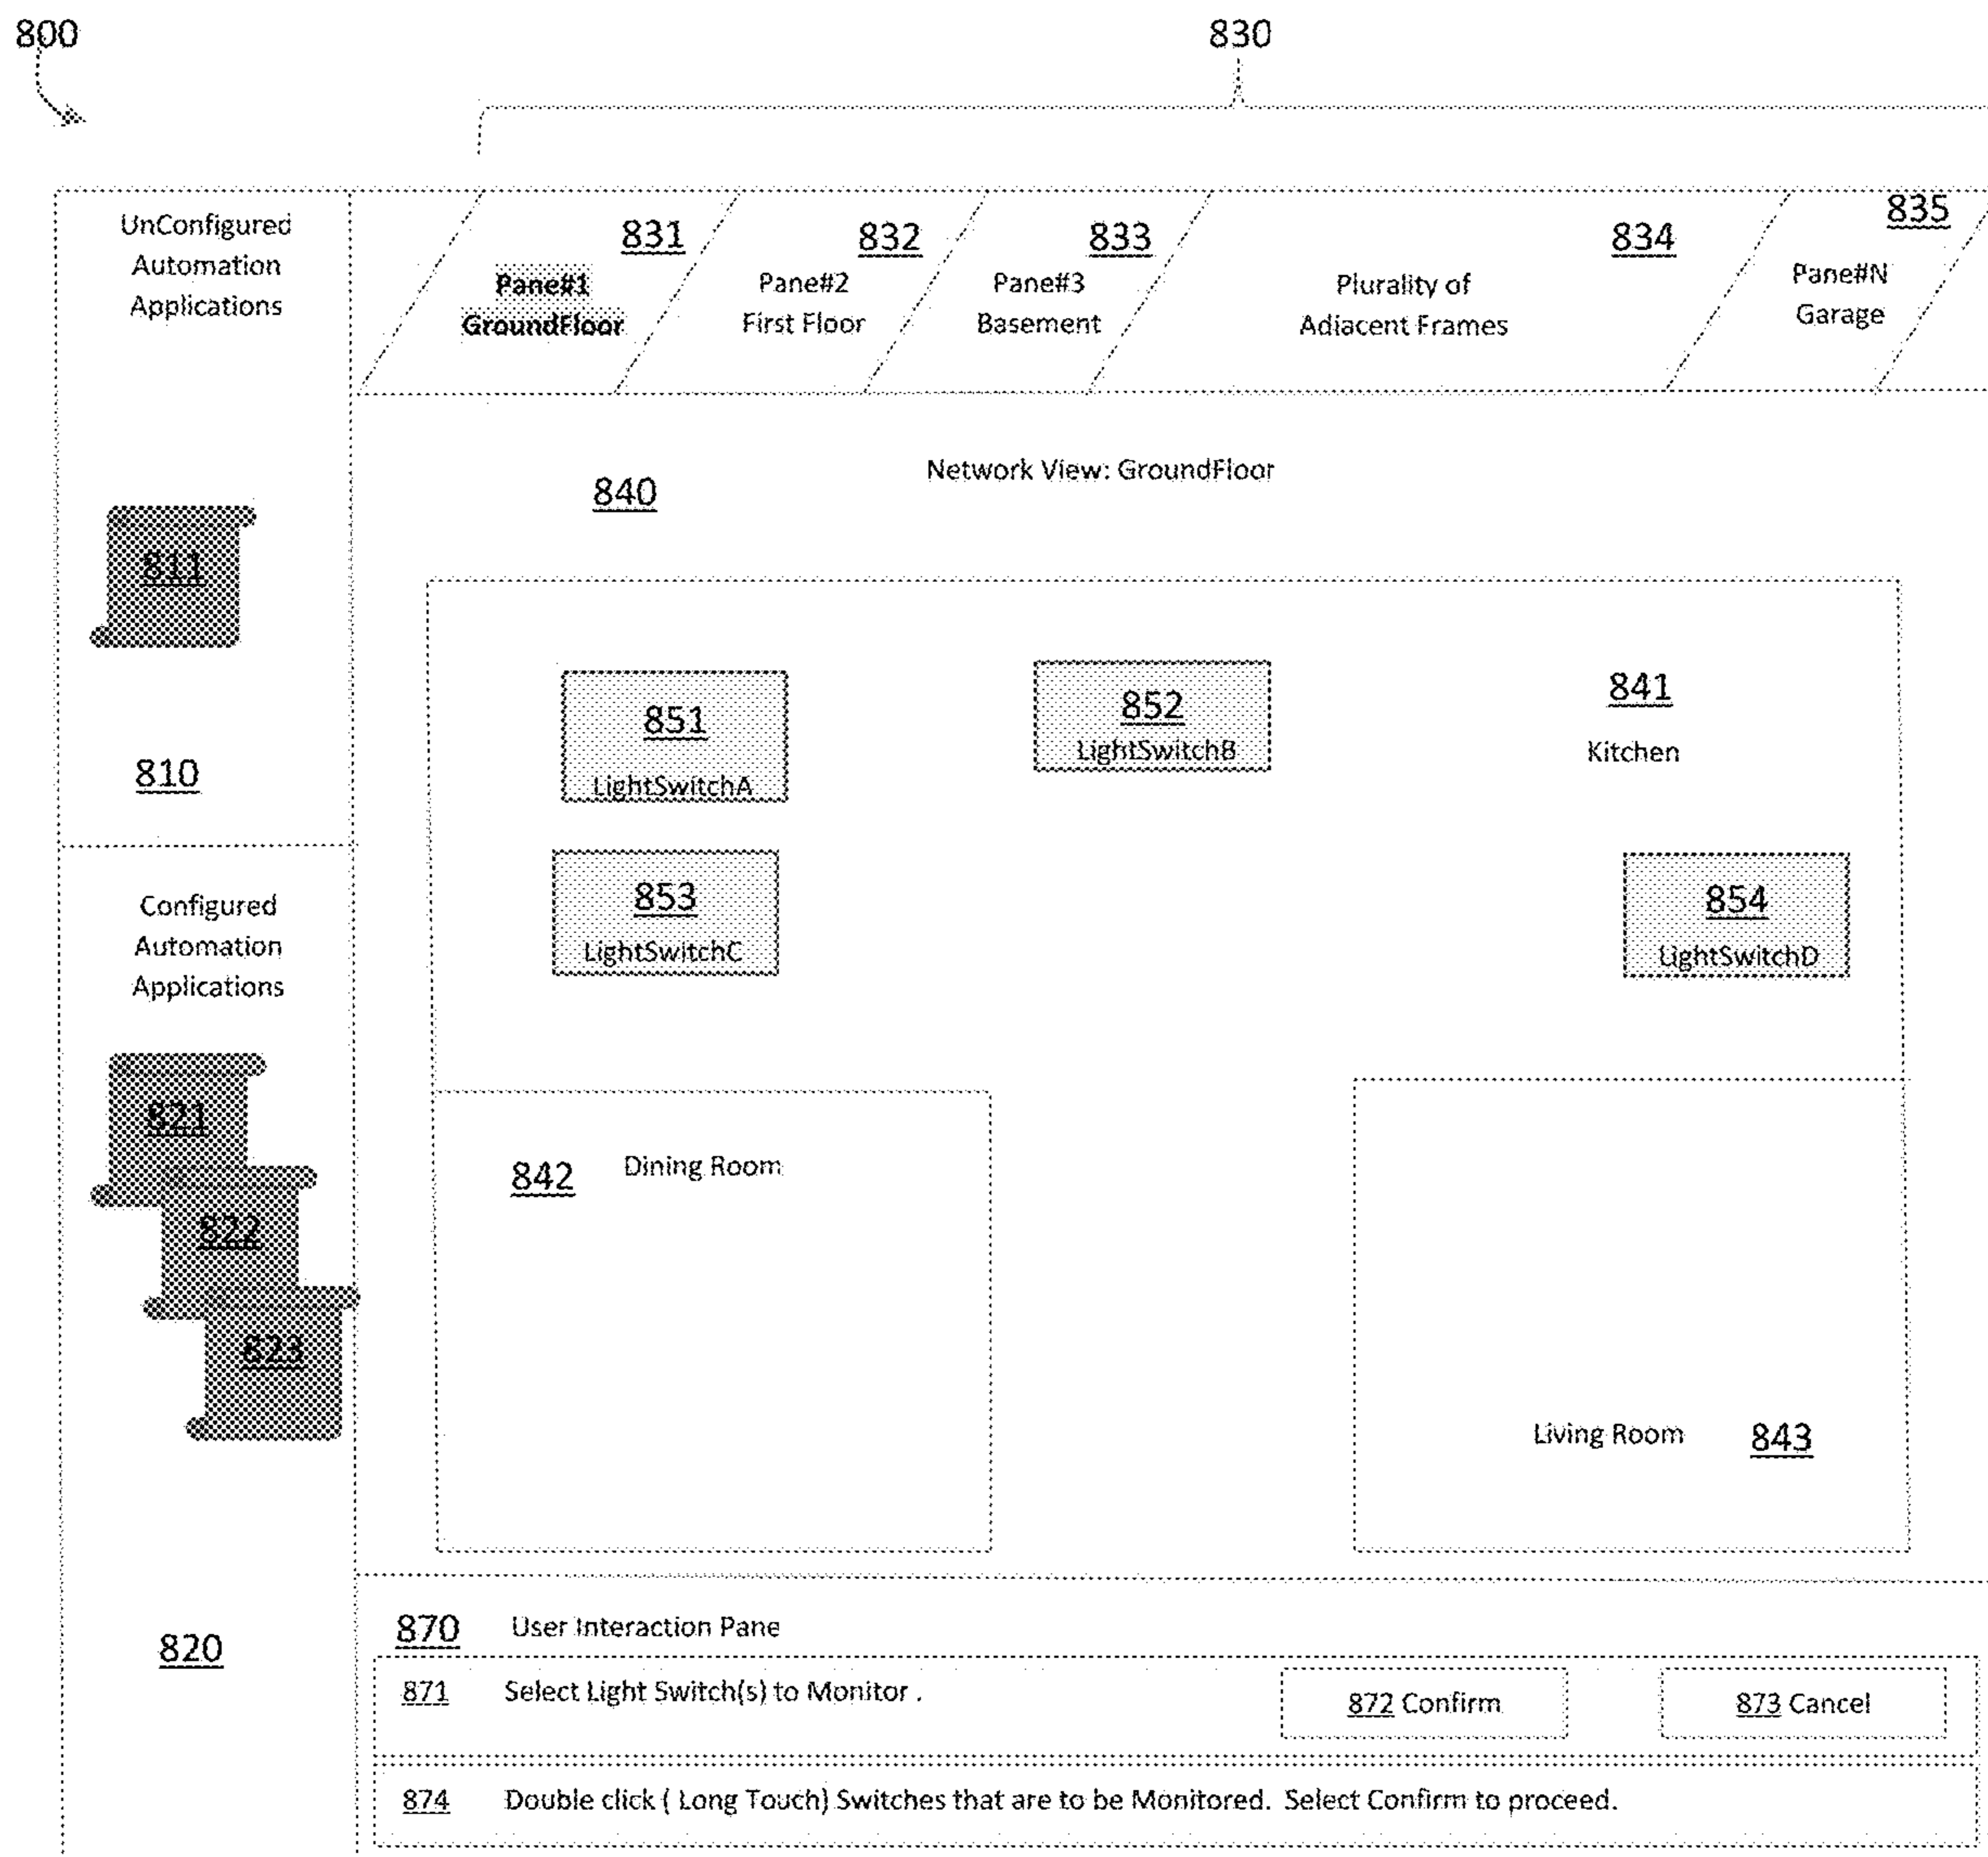 800
830
UnConfigured
Automation
Applications
831
Pane#1
GroundFloor
832
Pane#2
First Floor
833
Pane#3
Basement
834
Plurality of
Adiacent Frames
835
Pane#N
Garage
811
810
840
Network View: GroundFloor
851
LightSwitchA
852
LightSwitchB
841
Kitchen
853
LightSwitchC
854
LightSwitchD
Configured
Automation
Applications
821
822
823
820
842 Dining Room
Living Room 843
870 User Interaction Pane
871 Select Light Switch(s) to Monitor .
872 Confirm
873 Cancel
874 Double click ( Long Touch) Switches that are to be Monitored. Select Confirm to proceed.